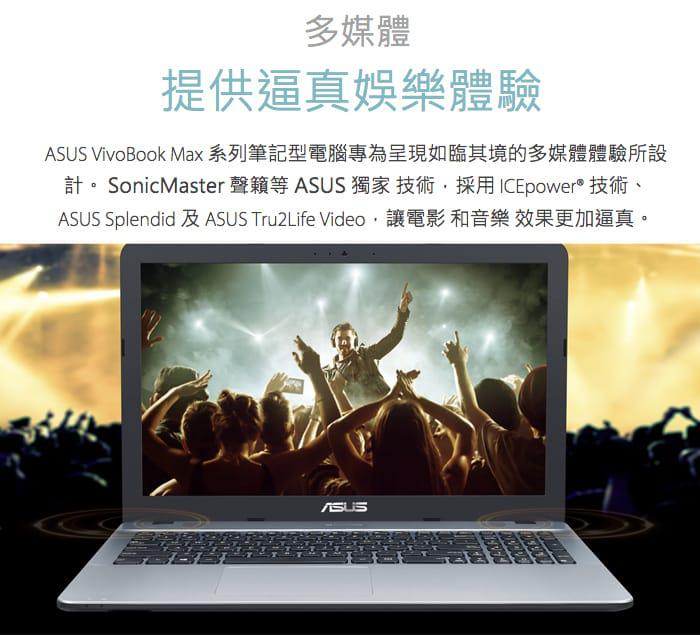 多媒體
提供逼真娛樂體驗
ASUS VivoBook Max 系列筆記型電腦專為呈現如臨其境的多媒體體驗所設
計。 SonicMaster 聲籟等 ASUS 獨家 技術，採用 ICEpower® 技術、
ASUS Splendid 及 ASUS Tru2Life Video，讓電影 和音樂 效果更加逼真。
ASUS